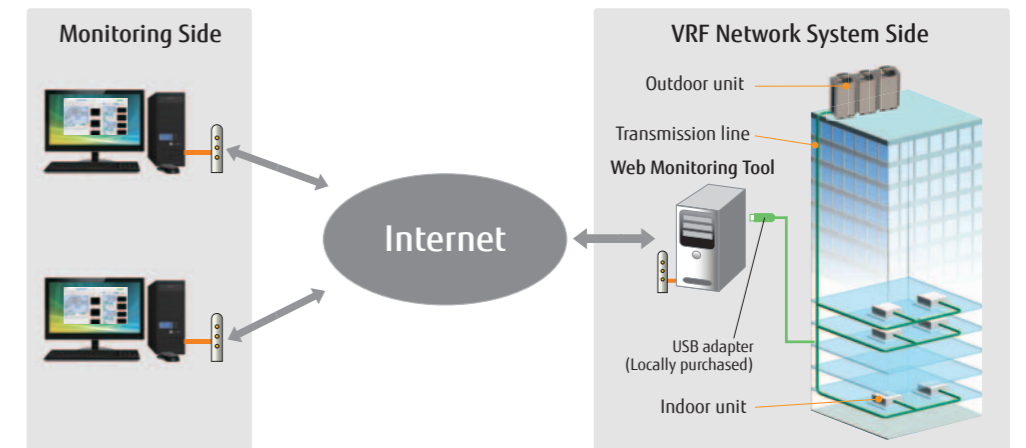 Monitoring Side
VRF Network System Side
Outdoor unit
Transmission line
Web Monitoring Tool
Internet
USB adapter
(Locally purchased)
Indoor unit